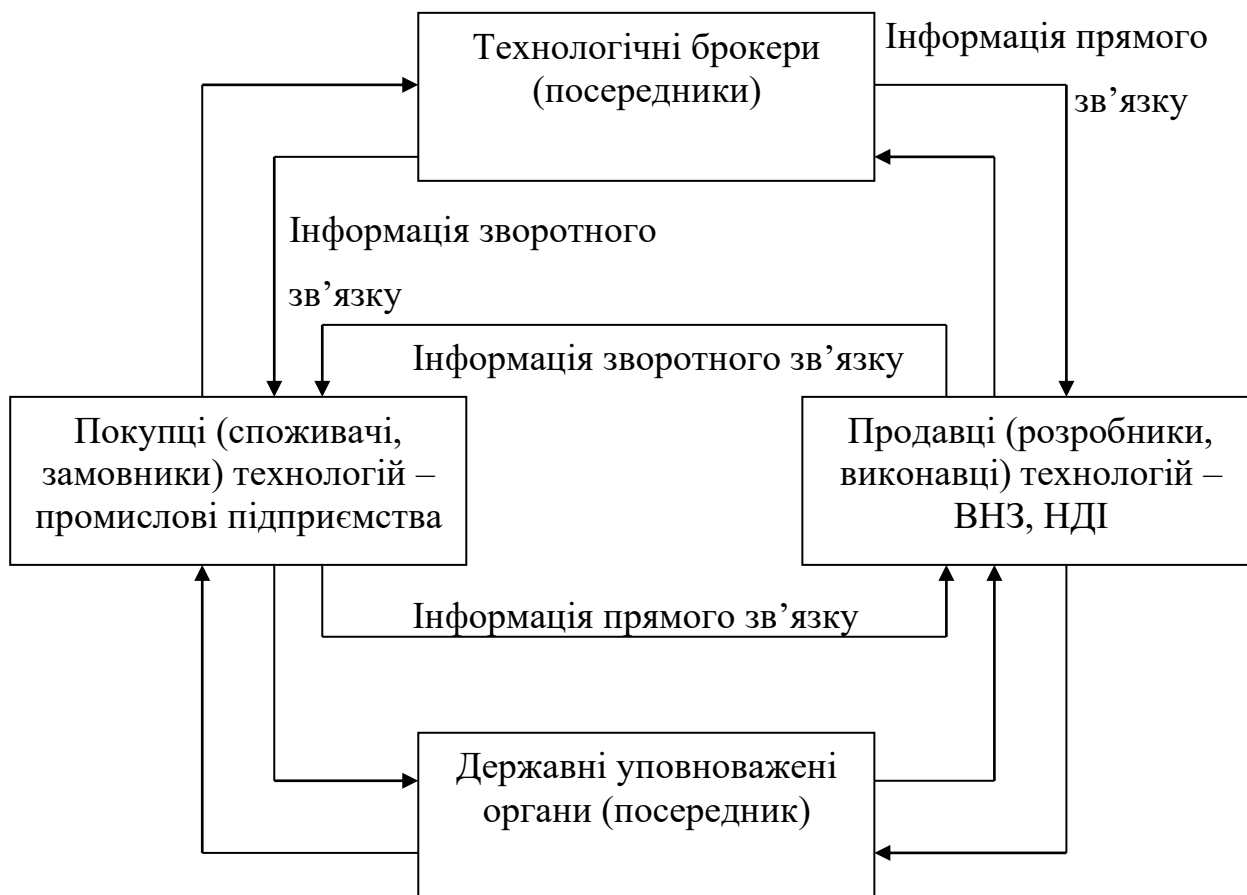 Технологічні брокери
(посередники)
Інформація прямого
зв’язку
Інформація зворотного
зв’язку
Інформація зворотного зв’язку
Покупці (споживачі,
замовники) технологій –
промислові підприємства
Продавці (розробники,
виконавці) технологій –
ВНЗ, НДІ
Інформація прямого зв’язку
Державні уповноважені
органи (посередник)